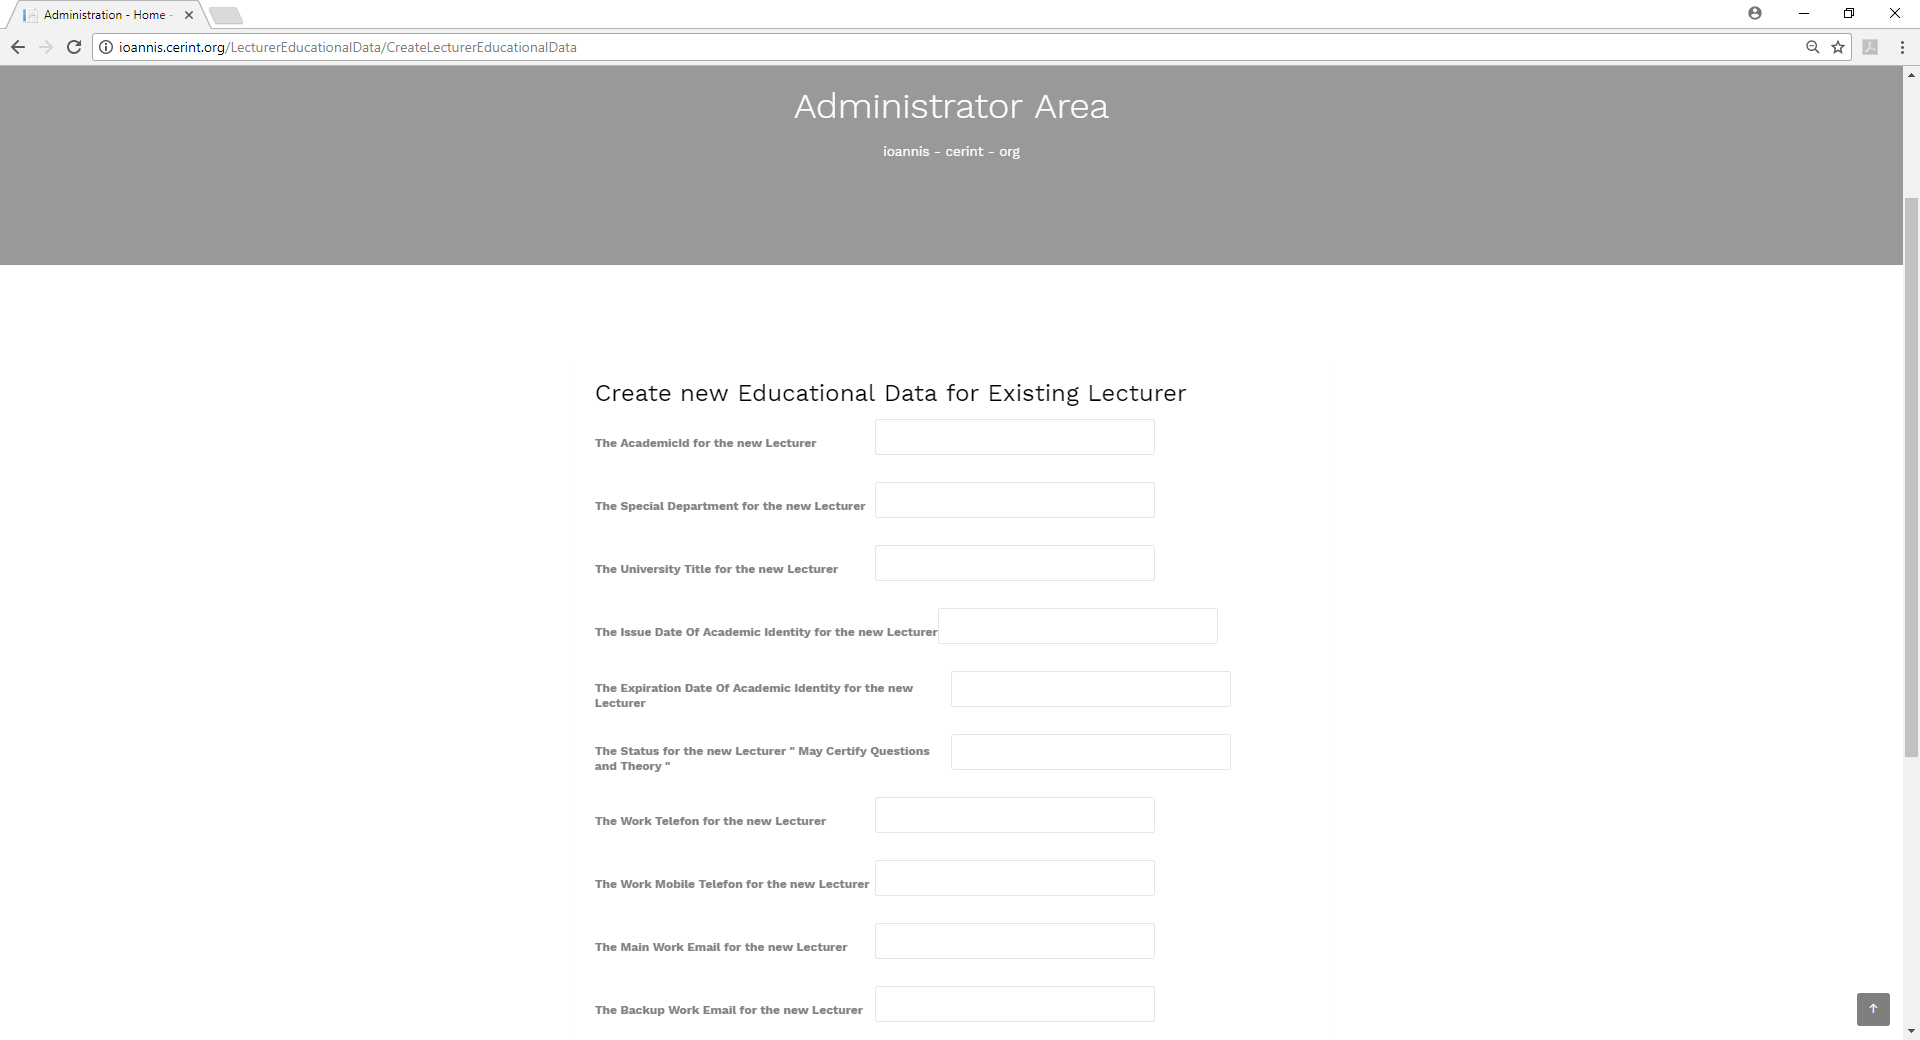 Administration - Home -
ioannis.cerint.org/LecturerEducationalData/CreateLecturerEducationalData
Administrator Area
ioannis - cerint - org
Create new Educational Data for Existing Lecturer
The AcademicId for the new Lecturer
The Special Department for the new Lecturer
The University Title for the new Lecturer
The Issue Date Of Academic Identity for the new Lecturer
The Expiration Date Of Academic Identity for the new
Lecturer
The Status for the new Lecturer " May Certify Questions
and Theory "
The Work Telefon for the new Lecturer
The Work Mobile Telefon for the new Lecturer
The Main Work Email for the new Lecturer
The Backup Work Email for the new Lecturer